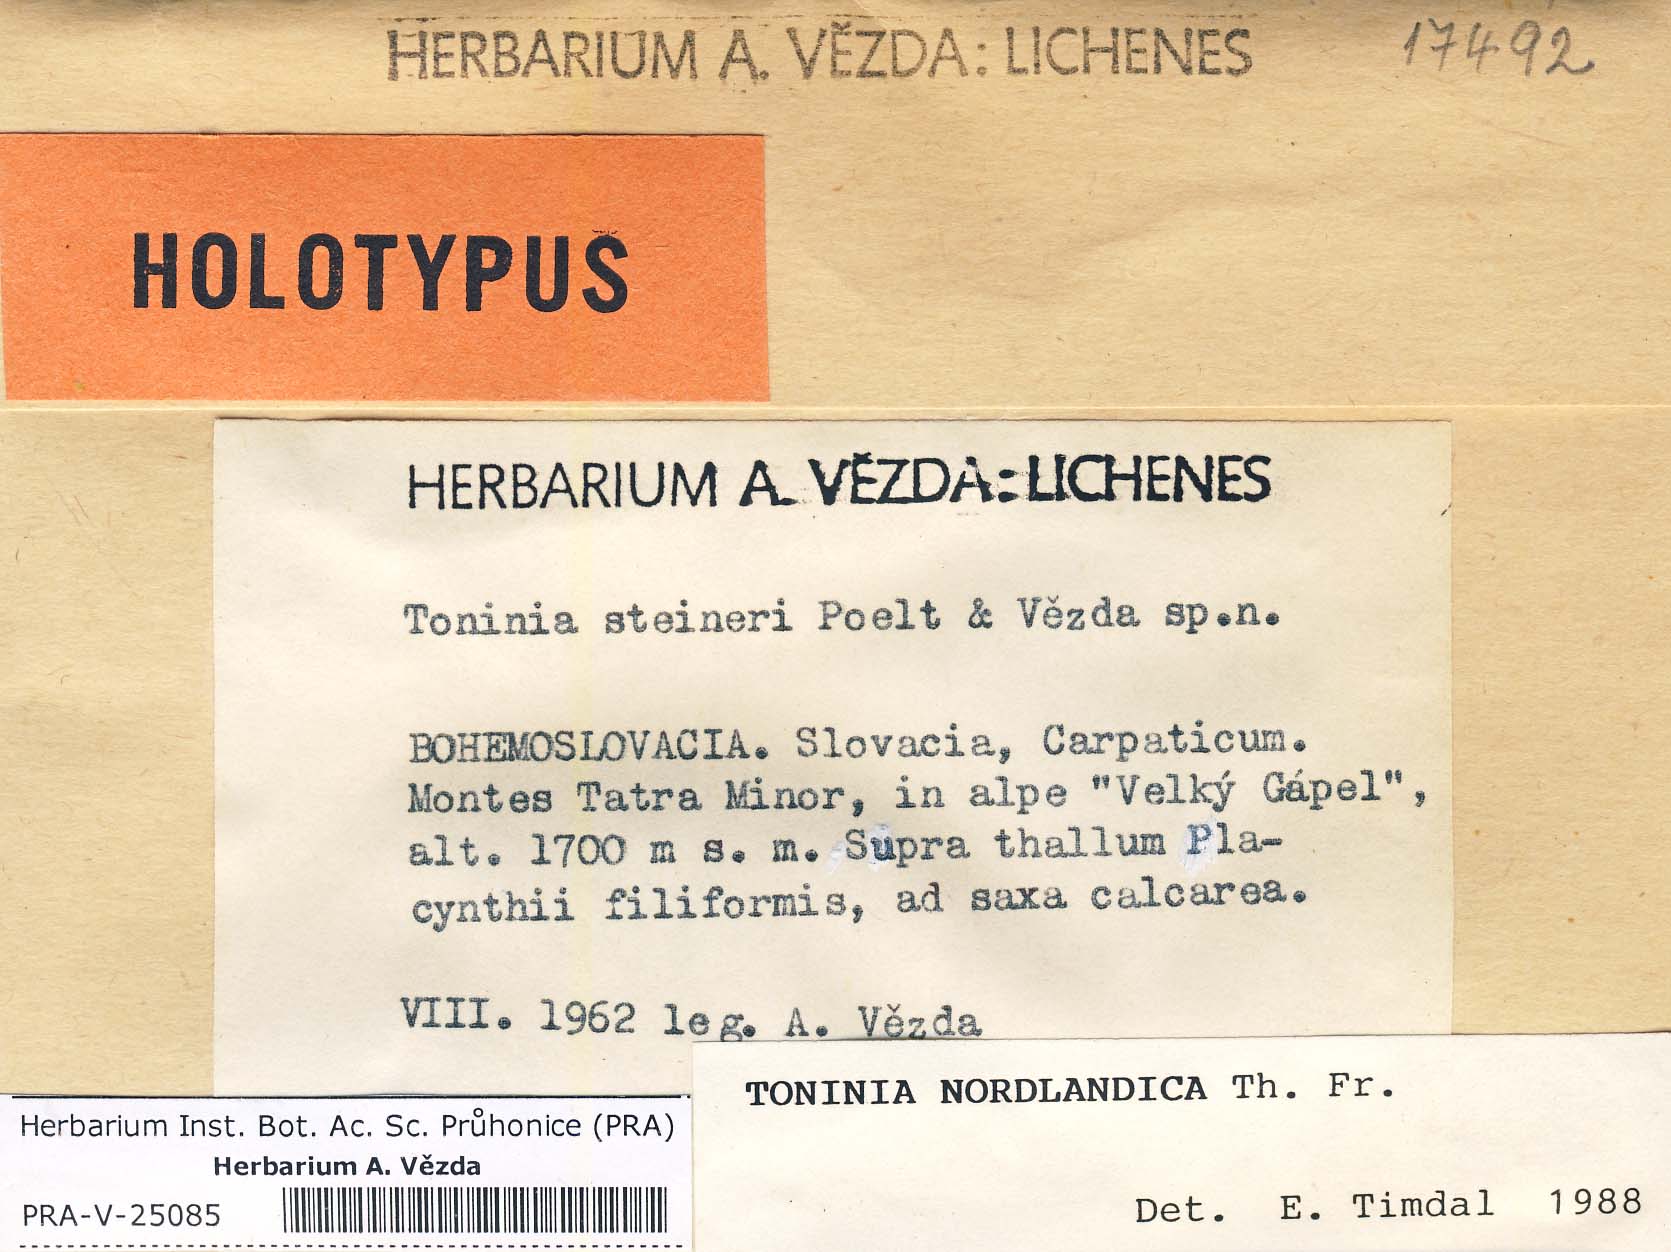 HERBARIUM A. VĚZDA: LICHENES 17492
HOLOTYPUS
HERBARIUM A. VĚZDA: LICHENES
Toninia steineri Poelt & Vězda sp.n.
BOHEMOSLOVACIA. Slovacia, Carpaticum.
Montes Tatra Minor, in alpe "Velký Gápel",
alt. 1700 m s. m. Supra thallum Pla-
cynthii filiformis, ad saxa calcarea.
VIII. 1962 leg. A. Vězda
TONINIA NORDLANDICA Th. Fr.
Det. E. Timdal 1988
Herbarium Inst. Bot. Ac. Sc. Průhonice (PRA)
Herbarium A. Vězda
PRA-V-25085